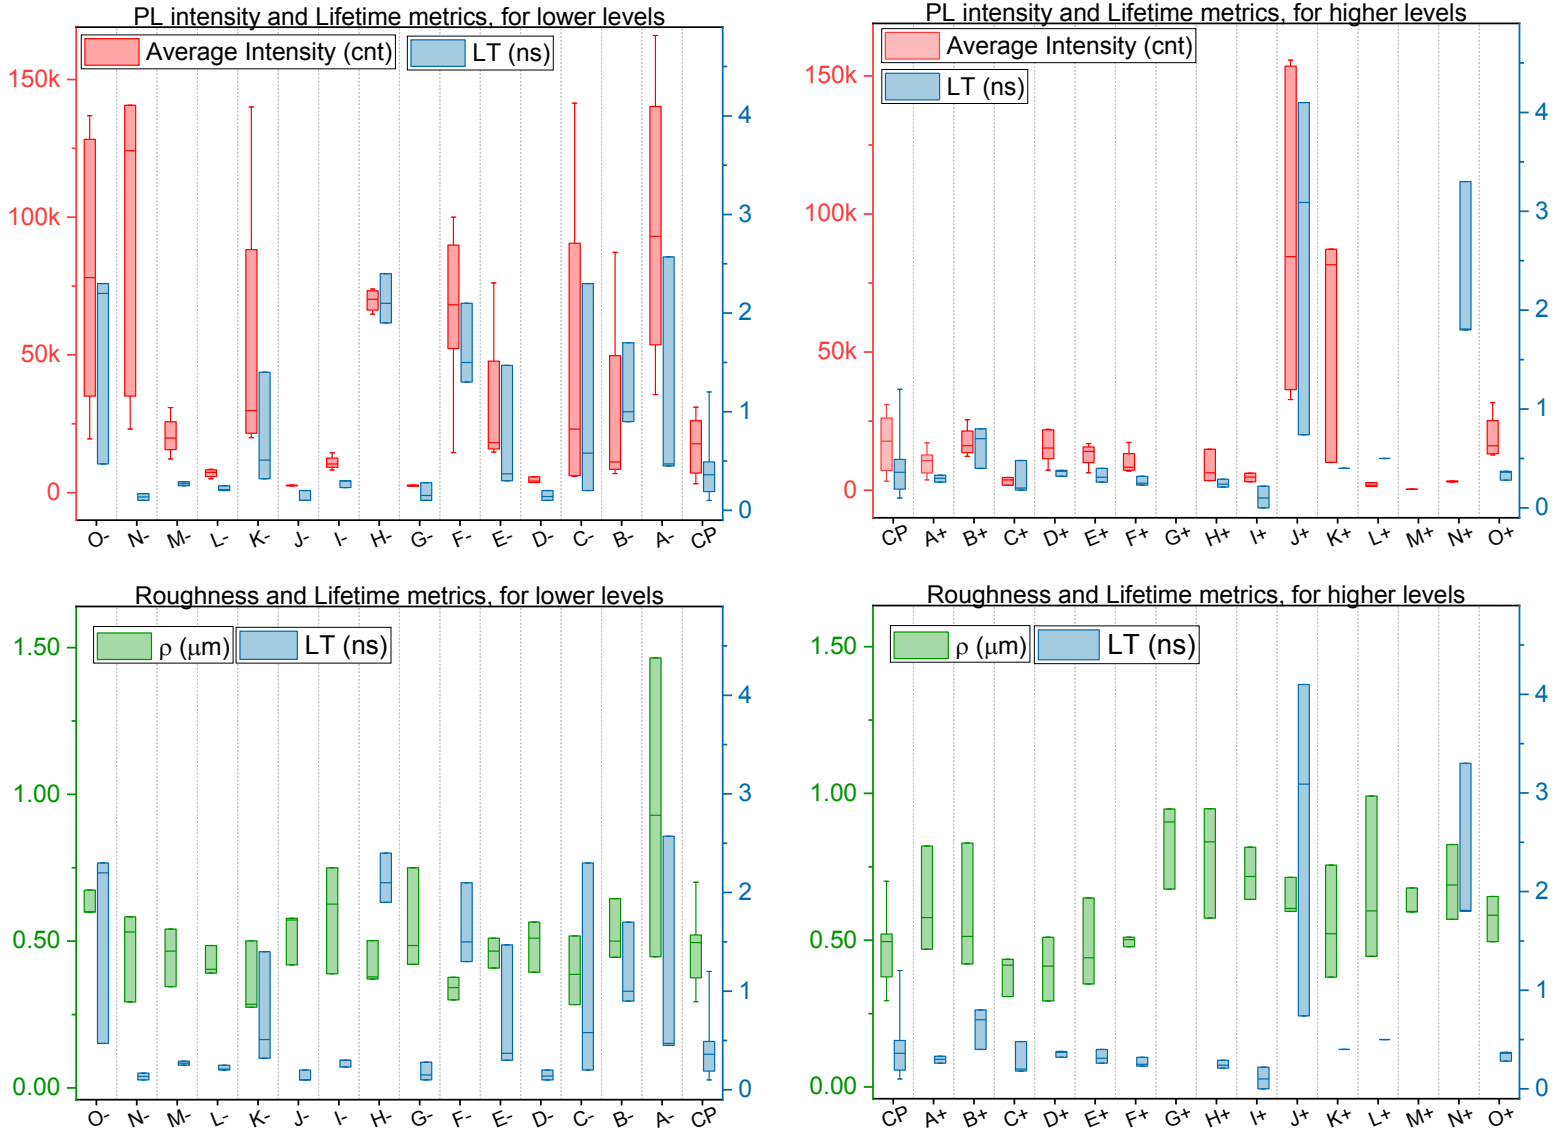 PL intensity and Lifetime metrics, for lower levels
Average Intensity (cnt)
LT (ns)
150k
100k
50k
0
4
3
2
1
0
O- N- M- L- K- J- I- H- G- F- E- D- C- B- A- CP
PL intensity and Lifetime metrics, for higher levels
Average Intensity (cnt)
LT (ns)
150k
100k
50k
0
4
3
2
1
0
CP A+ B+ C+ D+ E+ F+ G+ H+ I+ J+ K+ L+ M+ N+ O+
Roughness and Lifetime metrics, for lower levels
ρ (μm)
LT (ns)
1.50
1.00
0.50
0.00
4
3
2
1
0
O- N- M- L- K- J- I- H- G- F- E- D- C- B- A- CP
Roughness and Lifetime metrics, for higher levels
ρ (μm)
LT (ns)
1.50
1.00
0.50
0.00
4
3
2
1
0
CP A+ B+ C+ D+ E+ F+ G+ H+ I+ J+ K+ L+ M+ N+ O+